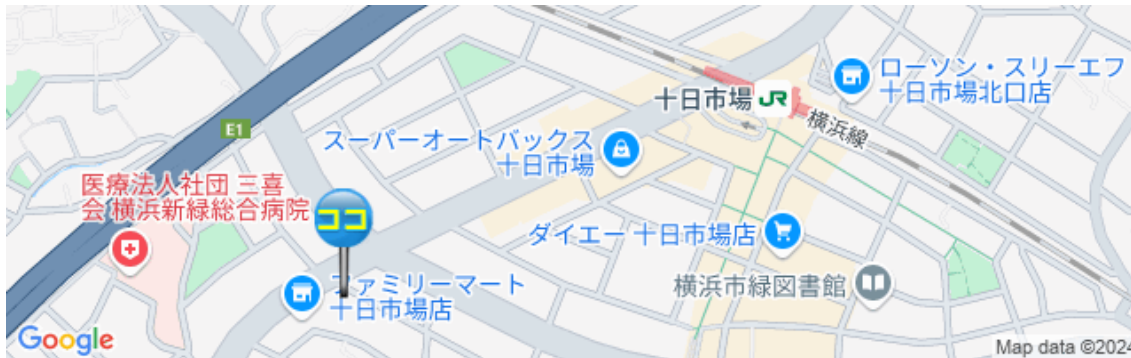 ローソン・スリーエフ
十日市場北口店
十日市場 JR
横浜線
E1
スーパーオートバックス
十日市場
医療法人社団 三喜
会 横浜新緑総合病院
ココ
ダイエー 十日市場店
ファミリーマート
十日市場店
横浜市緑図書館
Google
Map data ©2024